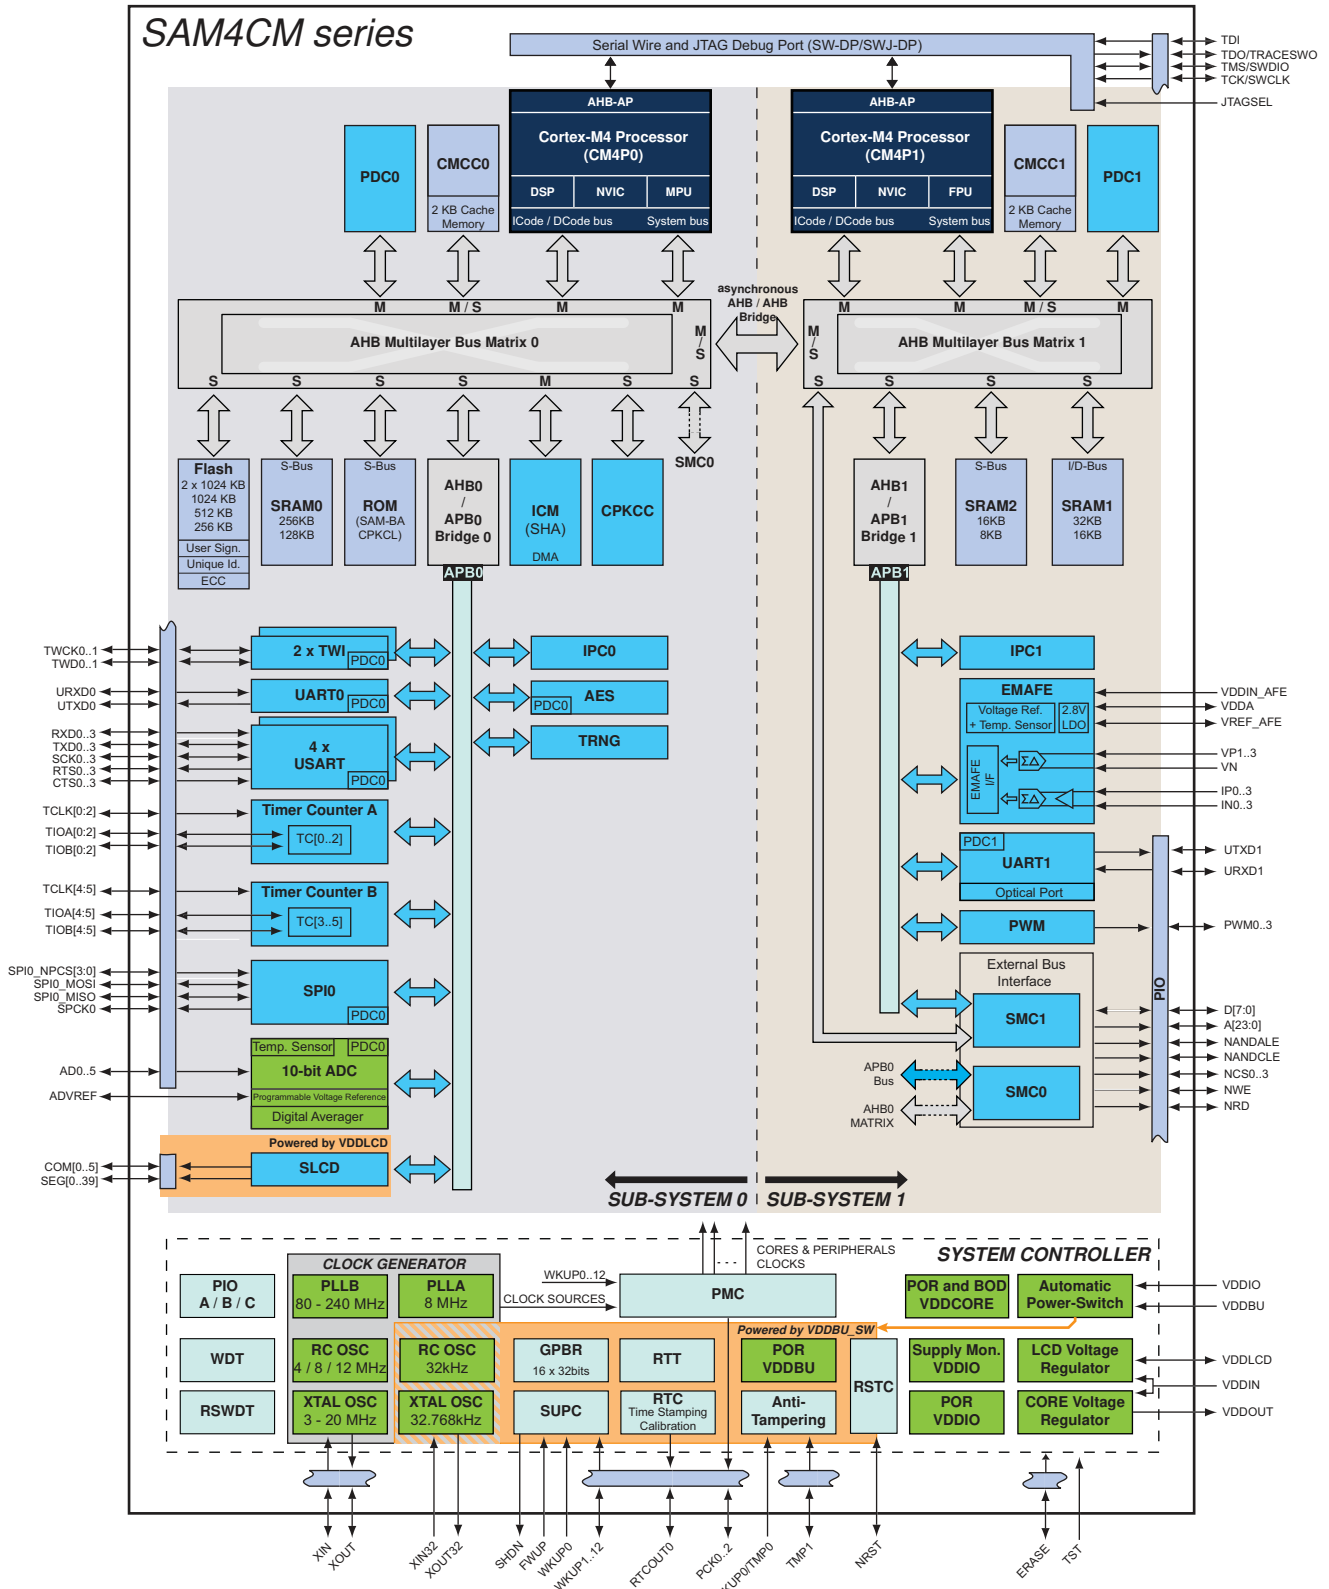 SAM4CM series
Serial Wire and JTAG Debug Port (SW-DP/SWJ-DP)
TDI
TDO/TRACESWO
TMS/SWDIO
TCK/SWCLK
JTAGSEL
PDC0
CMCC0
2 KB Cache
Memory
AHB-AP
Cortex-M4 Processor
(CM4P0)
DSP
NVIC
MPU
ICode / DCode bus
System bus
AHB-AP
Cortex-M4 Processor
(CM4P1)
DSP
NVIC
FPU
ICode / DCode bus
System bus
CMCC1
2 KB Cache
Memory
PDC1
asynchronous
AHB / AHB
Bridge
M
M / S
M
M
M
/
S
AHB Multilayer Bus Matrix 0
S
S
S
S
M
S
S
M
M
M / S
M
M
/
S
AHB Multilayer Bus Matrix 1
S
S
S
S
Flash
2 x 1024 KB
1024 KB
512 KB
256 KB
User Sign.
Unique Id.
ECC
S-Bus
SRAM0
256KB
128KB
S-Bus
ROM
(SAM-BA
CPKCL)
AHB0
/
APB0
Bridge 0
APB0
ICM
(SHA)
DMA
CPKCC
SMC0
AHB1
/
APB1
Bridge 1
APB1
S-Bus
SRAM2
16KB
8KB
I/D-Bus
SRAM1
32KB
16KB
TWCK0..1
TWD0..1
2 x TWI
PDC0
URXD0
UTXD0
UART0
PDC0
RXD0..3
TXD0..3
SCK0..3
RTS0..3
CTS0..3
4 x
USART
PDC0
TCLK[0:2]
TIOA[0:2]
TIOB[0:2]
Timer Counter A
TC[0..2]
TCLK[4:5]
TIOA[4:5]
TIOB[4:5]
Timer Counter B
TC[3..5]
SPI0_NPCS[3:0]
SPI0_MOSI
SPI0_MISO
SPCK0
SPI0
PDC0
AD0..5
ADVREF
Temp. Sensor
PDC0
10-bit ADC
Programmable Voltage Reference
Digital Averager
Powered by VDDLCD
COM[0..5]
SEG[0..39]
SLCD
IPC0
AES
PDC0
TRNG
IPC1
EMAFE
Voltage Ref.
+ Temp. Sensor
2.8V
LDO
EMAFE
I/F
ΣΔ
ΣΔ
VDDIN_AFE
VDDA
VREF_AFE
VP1..3
VN
IP0..3
IN0..3
PDC1
UART1
Optical Port
UTXD1
URXD1
PWM
PWM0..3
External Bus
Interface
SMC1
SMC0
APB0
Bus
AHB0
MATRIX
PIO
D[7:0]
A[23:0]
NANDALE
NANDCLE
NCS0..3
NWE
NRD
SUB-SYSTEM 0
SUB-SYSTEM 1
SYSTEM CONTROLLER
CORES & PERIPHERALS
CLOCKS
WKUP0..12
CLOCK SOURCES
PMC
CLOCK GENERATOR
PIO
A / B / C
PLLB
80 - 240 MHz
PLLA
8 MHz
POR and BOD
VDDCORE
Automatic
Power-Switch
VDDIO
VDDBU
Powered by VDDBU_SW
WDT
RC OSC
4 / 8 / 12 MHz
RC OSC
32kHz
GPBR
16 x 32bits
RTT
POR
VDDBU
RSTC
Supply Mon.
VDDIO
LCD Voltage
Regulator
VDDLCD
VDDIN
RSWDT
XTAL OSC
3 - 20 MHz
XTAL OSC
32.768kHz
SUPC
RTC
Time Stamping
Calibration
Anti-
Tampering
POR
VDDIO
CORE Voltage
Regulator
VDDOUT
XIN
XOUT
XIN32
XOUT32
SHDN
FWUP
WKUP0
WKUP1..12
RTCOUT0
PCK0..2
KUP0/TMP0
TMP1
NRST
ERASE
TST